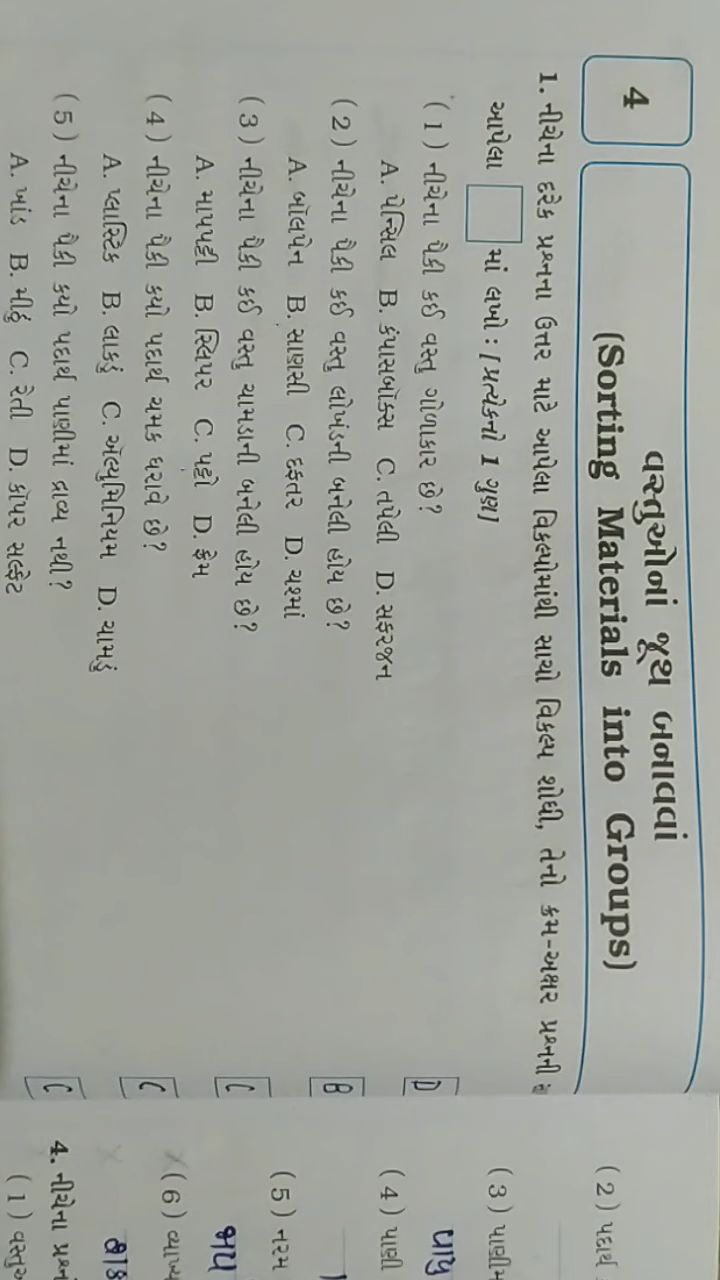 4
વસ્તુઓનાં જૂથ બનાવવાં
(Sorting Materials into Groups)
1. નીચેના દરેક પ્રશ્નના ઉત્તર માટે આપેલા વિકલ્પોમાંથી સાચો વિકલ્પ શોધી, તેનો ક્રમ-અક્ષર પ્રશ્નની
આપેલા માં લખો : [પ્રત્યેકનો 1 ગુણ]
(1) નીચેના પૈકી કઈ વસ્તુ ગોળાકાર છે? D
A. પેન્સિલ B. કંપાસબૉક્સ C. તપેલી D. સફરજન
(2) નીચેના પૈકી કઈ વસ્તુ લોખંડની બનેલી હોય છે? B
A. બૉલપેન B. સાણસી C. દફતર D. ચશ્માં
(3) નીચેના પૈકી કઈ વસ્તુ ચામડાની બનેલી હોય છે? C
A. માપપટ્ટી B. સ્લિપર C. પટ્ટો D. ફ્રેમ
(4) નીચેના પૈકી કયો પદાર્થ ચમક ધરાવે છે? C
A. પ્લાસ્ટિક B. લાકડું C. ઍલ્યુમિનિયમ D. ચામડું
(5) નીચેના પૈકી કયો પદાર્થ પાણીમાં દ્રાવ્ય નથી? C
A. ખાંડ B. મીઠું C. રેતી D. કૉપર સલ્ફેટ
(2) પદાર્થ
(3) પાણીમ
(4) પાણી
(5) નરમ
(6) વ્યાખ્ય
4. નીચેના પ્રશ્ન
(1) વસ્તુઓ